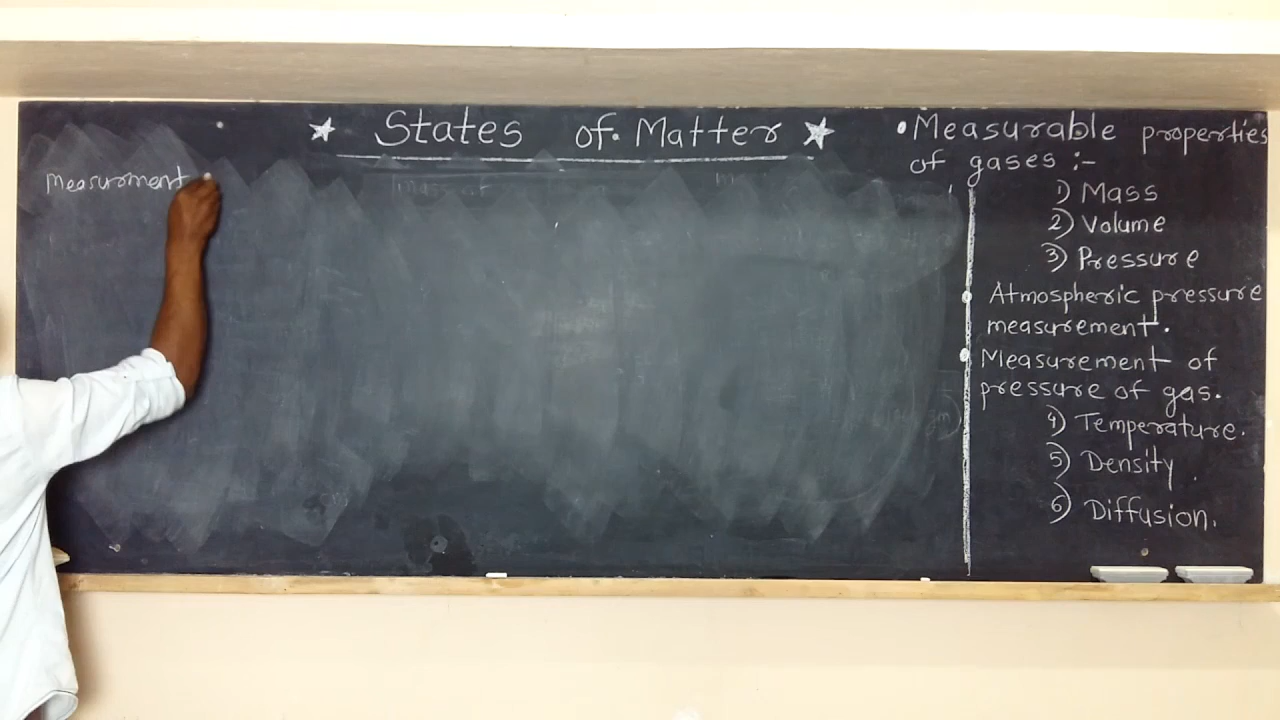 ★ States of Matter ★
Measurment
• Measurable properties
of gases :-
1) Mass
2) Volume
3) Pressure
Atmospheric pressure
measurement.
Measurement of
pressure of gas.
4) Temperature.
5) Density.
6) Diffusion.